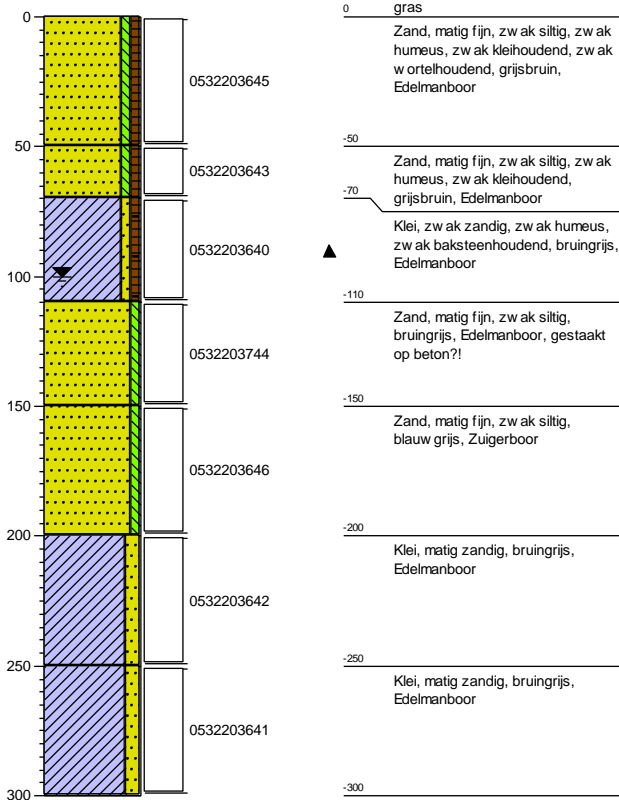 0
gras
Zand, matig fijn, zwak siltig, zwak
humeus, zwak kleihoudend, zwak
wortelhoudend, grijsbruin,
Edelmanboor
0
0532203645
-50
50
Zand, matig fijn, zwak siltig, zwak
humeus, zwak kleihoudend,
grijsbruin, Edelmanboor
0532203643
-70
Klei, zwak zandig, zwak humeus,
zwak baksteenhoudend, bruingrijs,
Edelmanboor
0532203640
100
-110
Zand, matig fijn, zwak siltig,
bruingrijs, Edelmanboor, gestaakt
op beton?!
0532203744
-150
150
Zand, matig fijn, zwak siltig,
blauwgrijs, Zuigerboor
0532203646
-200
200
Klei, matig zandig, bruingrijs,
Edelmanboor
0532203642
-250
250
Klei, matig zandig, bruingrijs,
Edelmanboor
0532203641
-300
300